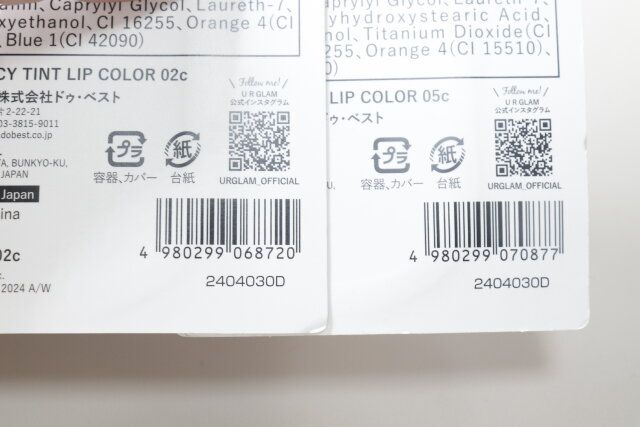 Caprylyl Glycol, Laureth-7,
CI 16255, Orange 4(CI
Blue 1(CI 42090)
CY TINT LIP COLOR 02c
株式会社ドゥ・ベスト
2-22-21
03-3815-9011
dobest.co.jp
BUNKYO-KU,
JAPAN
Japan
02c
2024 A/W
プラ
容器、カバー
紙
台紙
Follow me!
U R GLAM
公式インスタグラム
URGLAM_OFFICIAL
4 980299 068720
2404030D
Caprylyl Glycol, Laureth-7,
yhydroxystearic Acid,
nol, Titanium Dioxide(CI
255, Orange 4(CI 15510),
0)
LIP COLOR 05c
ドゥ・ベスト
プラ
容器、カバー
紙
台紙
Follow me!
U R GLAM
公式インスタグラム
URGLAM_OFFICIAL
4 980299 070877
2404030D